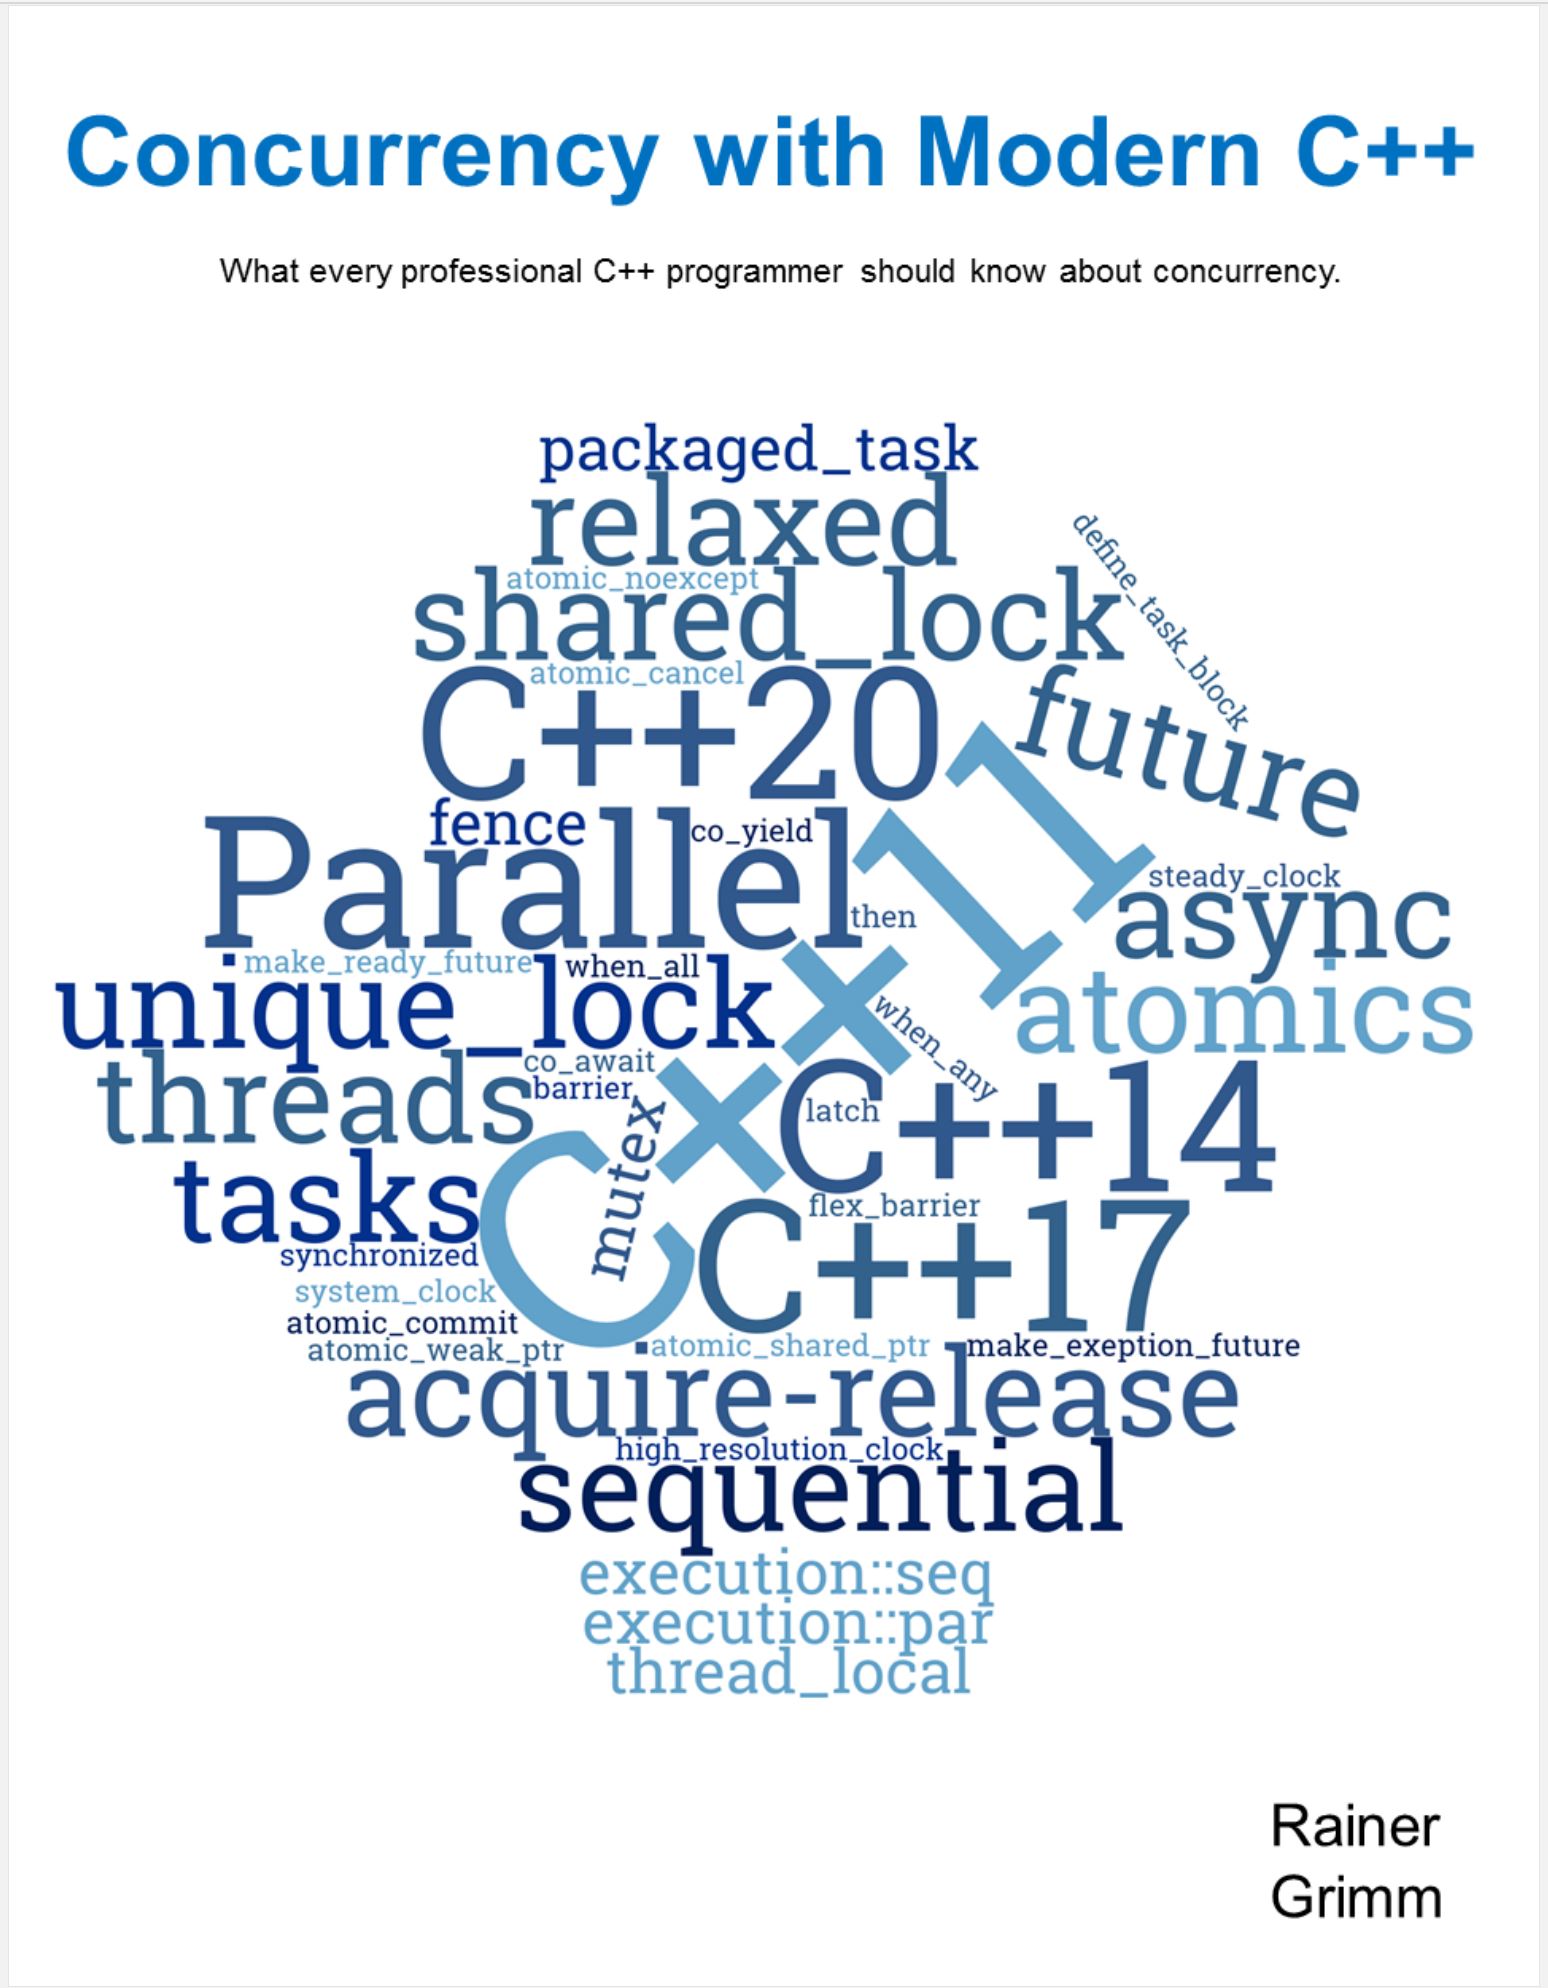 Concurrency with Modern C++
What every professional C++ programmer should know about concurrency.
packaged_task
relaxed
define_task_block
atomic_noexcept
shared_lock
atomic_cancel
C++20
future
C++11
fence
co_yield
Parallel
steady_clock
then
async
make_ready_future
when_all
unique_lock
atomics
when_any
co_await
threads
barrier
mutex
latch
C++14
tasks
flex_barrier
C++17
synchronized
system_clock
atomic_commit
atomic_weak_ptr
atomic_shared_ptr
make_exeption_future
acquire-release
high_resolution_clock
sequential
execution::seq
execution::par
thread_local
Rainer
Grimm